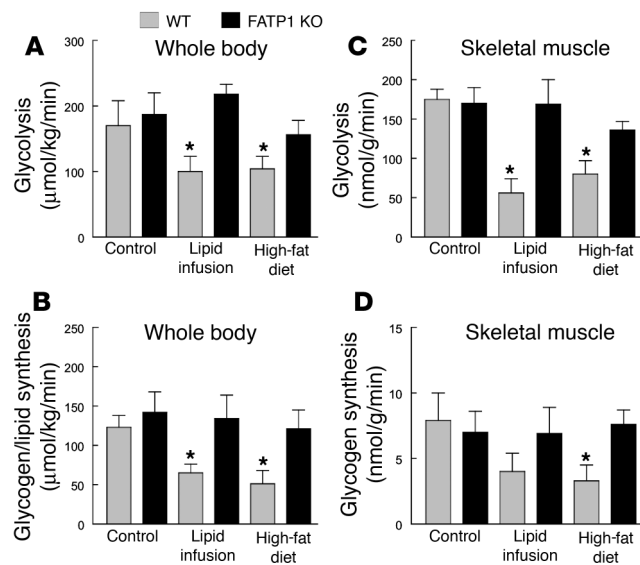 WT FATP1 KO
A Whole body
Glycolysis
(μmol/kg/min)
300
200
100
0
Control Lipid infusion High-fat diet
* *
C Skeletal muscle
Glycolysis
(nmol/g/min)
250
200
150
100
50
0
Control Lipid infusion High-fat diet
* *
B Whole body
Glycogen/lipid synthesis
(μmol/kg/min)
250
200
150
100
50
0
Control Lipid infusion High-fat diet
* *
D Skeletal muscle
Glycogen synthesis
(nmol/g/min)
15
10
5
0
Control Lipid infusion High-fat diet
*